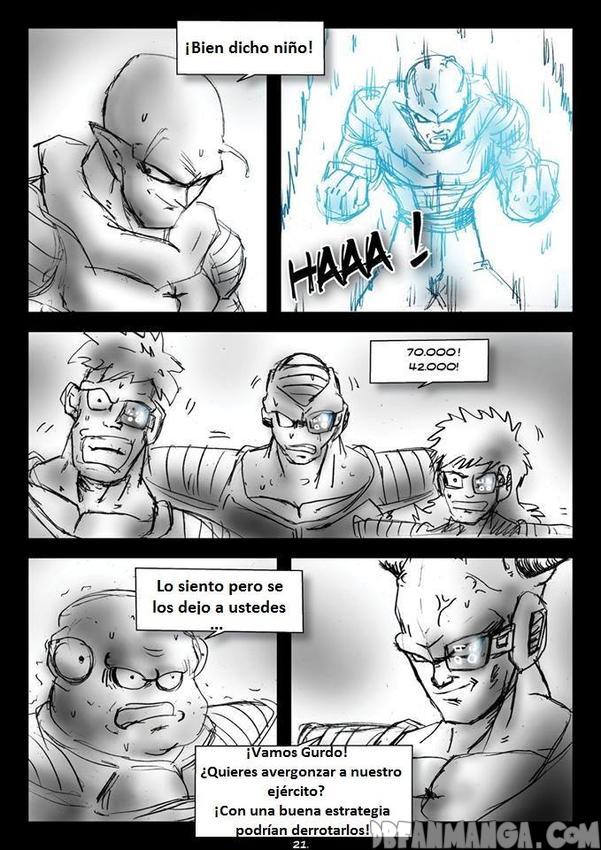 ¡Bien dicho niño!
HAAA!
70.000!
42.000!
Lo siento pero se
los dejo a ustedes
...
¡Vamos Gurdo!
¿Quieres avergonzar a nuestro
ejército?
¡Con una buena estrategia
podrían derrotarlos!
21.
DBFANMANGA.COM